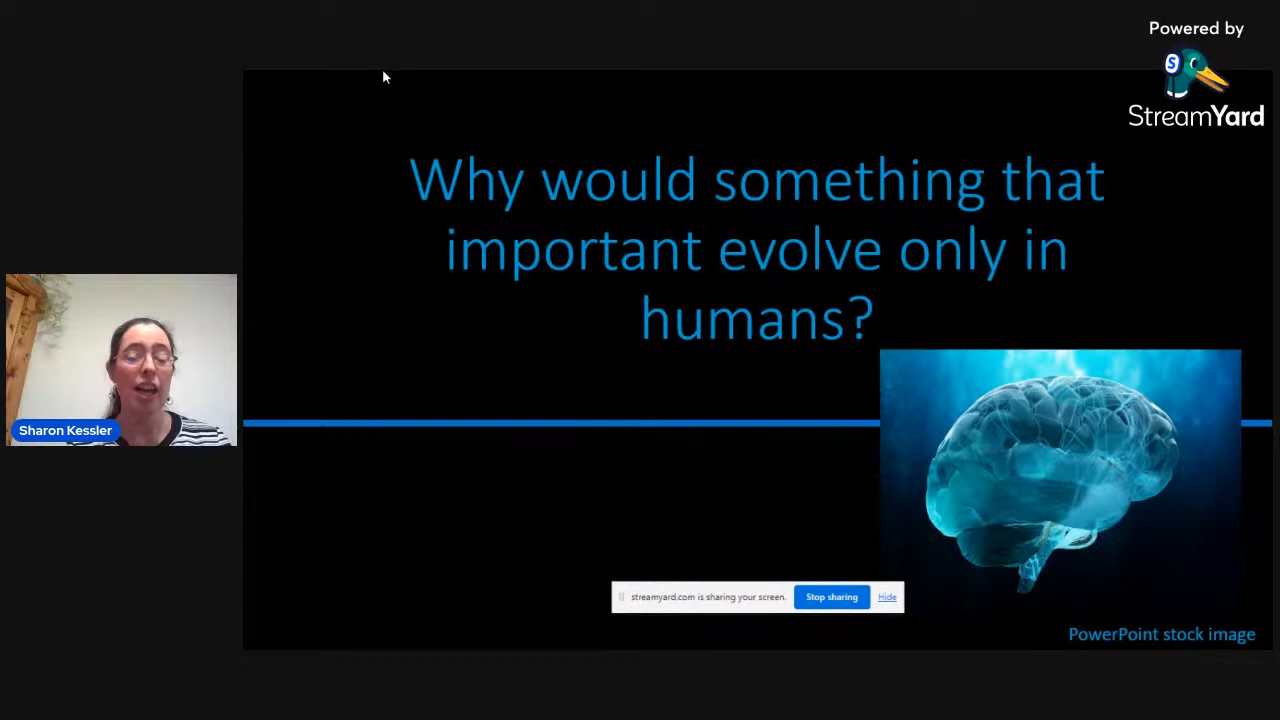 Powered by
S
StreamYard
Why would something that
important evolve only in
humans?
Sharon Kessler
streamyard.com is sharing your screen.
Stop sharing
Hide
PowerPoint stock image